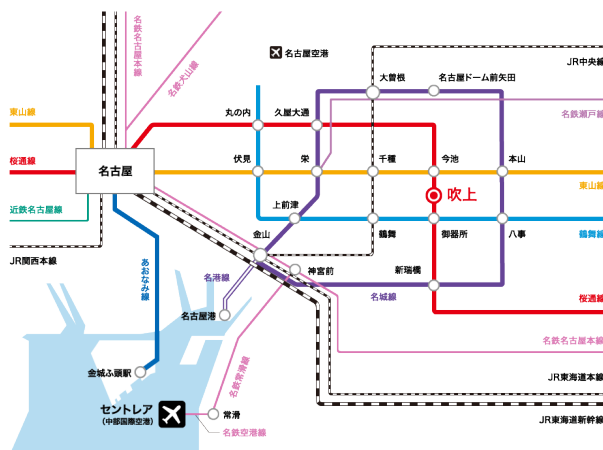 名鉄名古屋本線
名鉄犬山線
名古屋空港
JR中央線
大曽根
名古屋ドーム前矢田
東山線
丸の内
久屋大通
名鉄瀬戸線
桜通線
名古屋
伏見
栄
千種
今池
本山
東山線
吹上
近鉄名古屋線
上前津
金山
鶴舞
御器所
八事
鶴舞線
JR関西本線
あおなみ線
名港線
神宮前
新瑞橋
名城線
桜通線
名古屋港
名鉄名古屋本線
金城ふ頭駅
名鉄常滑線
JR東海道本線
セントレア
(中部国際空港)
常滑
名鉄空港線
JR東海道新幹線